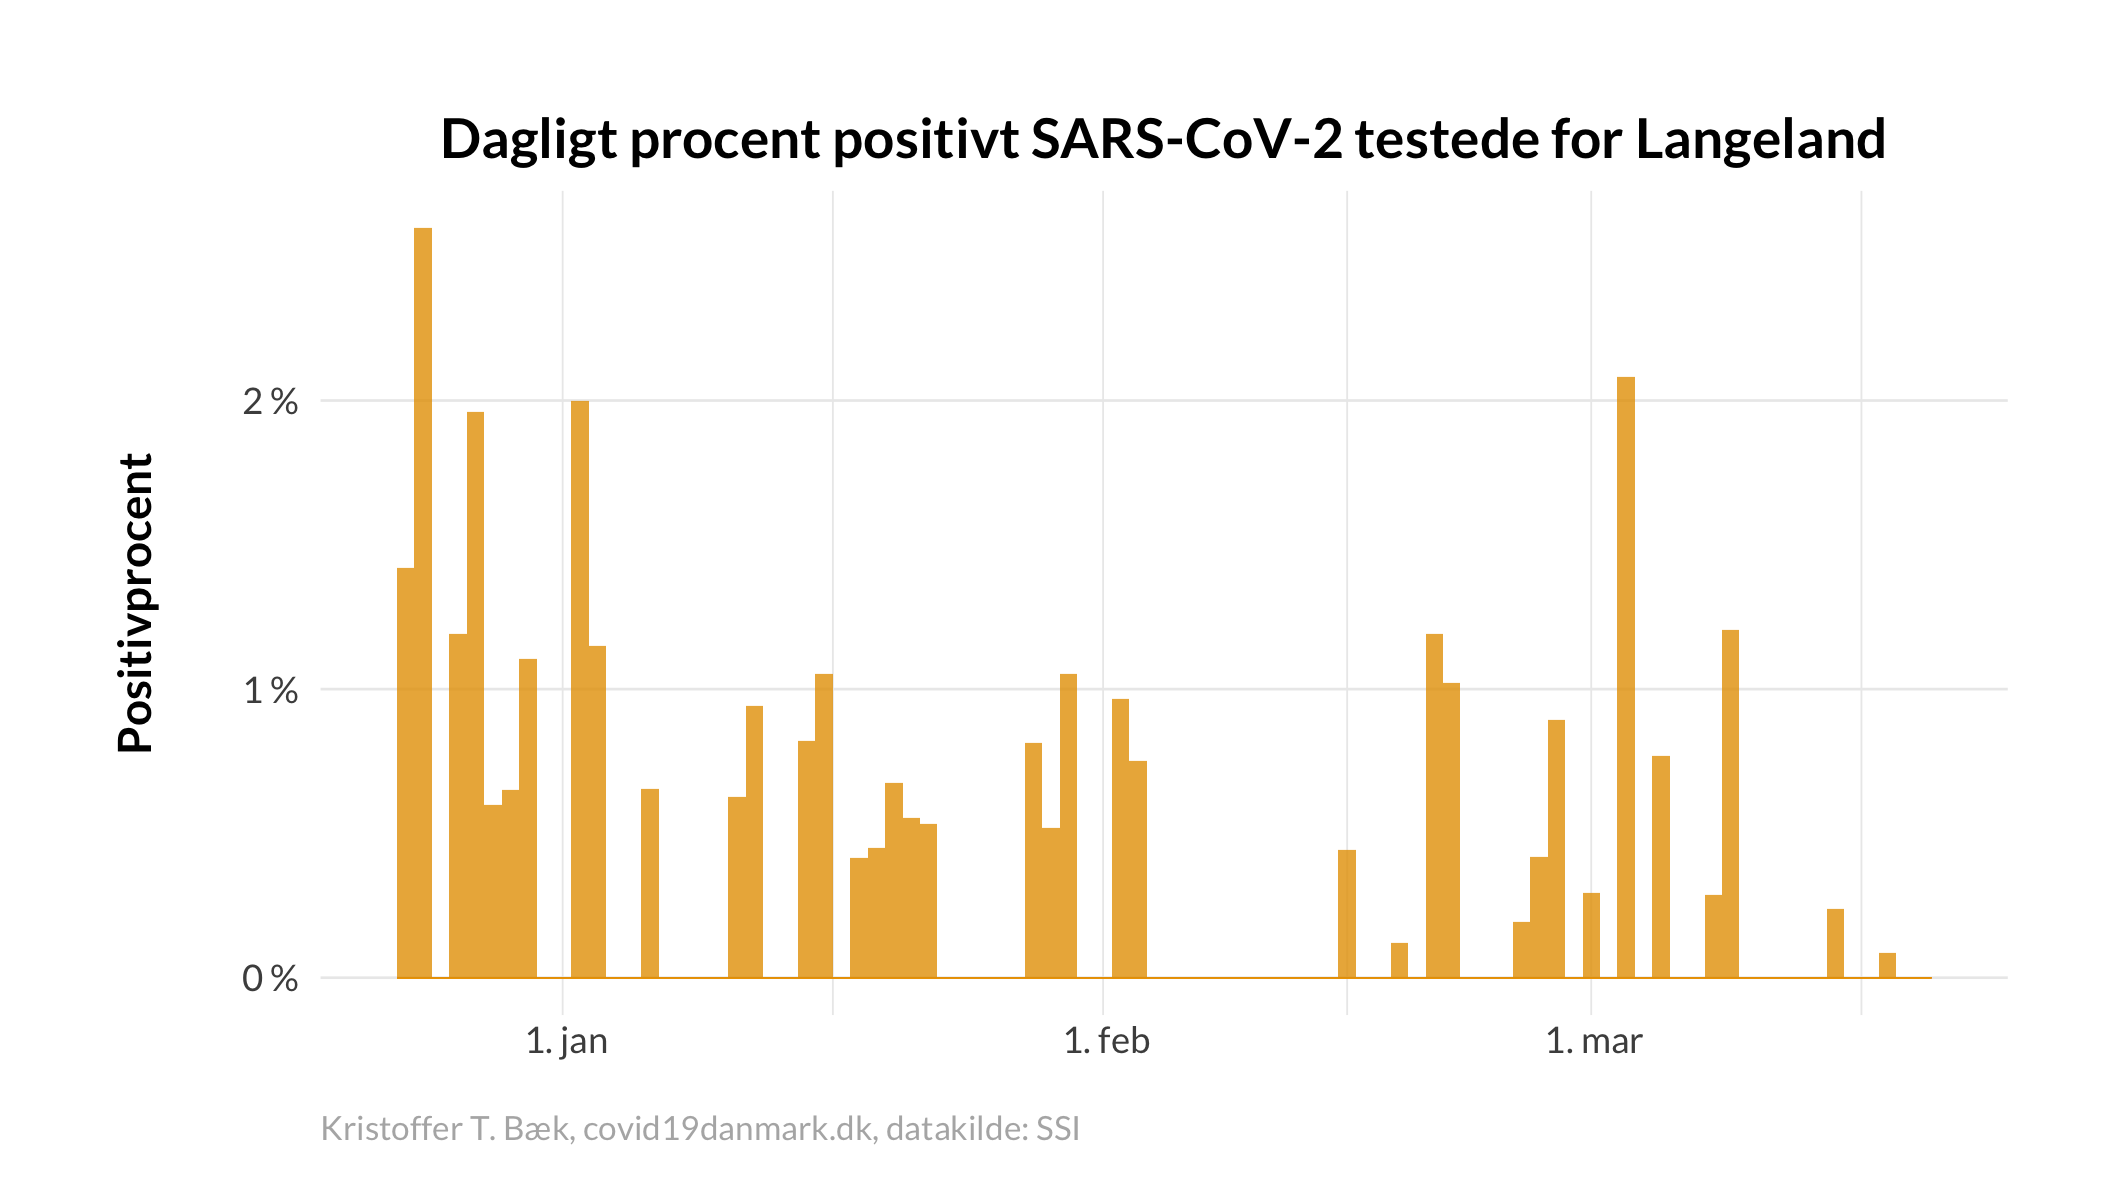 Dagligt procent positivt SARS-CoV-2 testede for Langeland
Positivprocent
2 %
1 %
0 %
1. jan
1. feb
1. mar
Kristoffer T. Bæk, covid19danmark.dk, datakilde: SSI